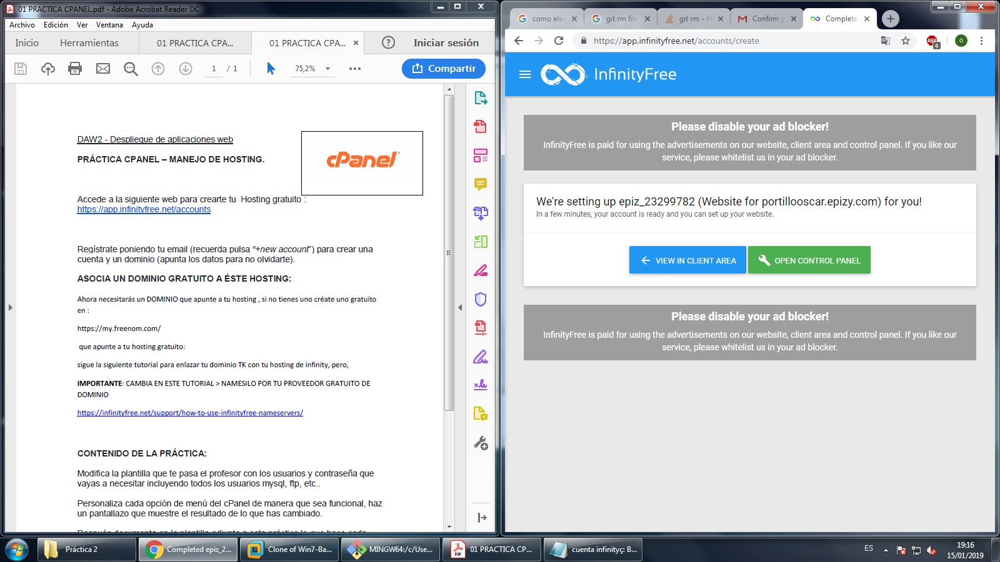 01 PRACTICA CPANEL.pdf - Adobe Acrobat Reader DC
Archivo Edición Ver Ventana Ayuda
Inicio Herramientas 01 PRACTICA CPA... 01 PRACTICA CPA... × Iniciar sesión
1 / 1 75,2% Compartir
DAW2 - Despliegue de aplicaciones web
PRÁCTICA CPANEL – MANEJO DE HOSTING.
cPanel
Accede a la siguiente web para crearte tu Hosting gratuito :
https://app.infinityfree.net/accounts
Regístrate poniendo tu email (recuerda pulsa “+new account”) para crear una
cuenta y un dominio (apunta los datos para no olvidarte).
ASOCIA UN DOMINIO GRATUITO A ÉSTE HOSTING:
Ahora necesitarás un DOMINIO que apunte a tu hosting , si no tienes uno créate uno gratuito
en :
https://my.freenom.com/
que apunte a tu hosting gratuito:
sigue la siguiente tutorial para enlazar tu dominio TK con tu hosting de infinity, pero,
IMPORTANTE: CAMBIA EN ESTE TUTORIAL > NAMESILO POR TU PROVEEDOR GRATUITO DE
DOMINIO
https://infinityfree.net/support/how-to-use-infinityfree-nameservers/
CONTENIDO DE LA PRÁCTICA:
Modifica la plantilla que te pasa el profesor con los usuarios y contraseña que
vayas a necesitar incluyendo todos los usuarios mysql, ftp, etc..
Personaliza cada opción de menú del cPanel de manera que sea funcional, haz
un pantallazo que muestre el resultado de lo que has cambiado.
como eler
git rm file
git rm - H
Confirm y
Complete
https://app.infinityfree.net/accounts/create
ABP 4 O
InfinityFree
Please disable your ad blocker!
InfinityFree is paid for using the advertisements on our website, client area and control panel. If you like our
service, please whitelist us in your ad blocker.
We're setting up epiz_23299782 (Website for portillooscar.epizy.com) for you!
In a few minutes, your account is ready and you can set up your website.
VIEW IN CLIENT AREA OPEN CONTROL PANEL
Please disable your ad blocker!
InfinityFree is paid for using the advertisements on our website, client area and control panel. If you like our
service, please whitelist us in your ad blocker.
Práctica 2
Completed epiz_2...
Clone of Win7-Ba...
MINGW64:/c/Use...
PDF
01 PRACTICA CP...
cuenta infinityç: B...
ES
19:16
15/01/2019